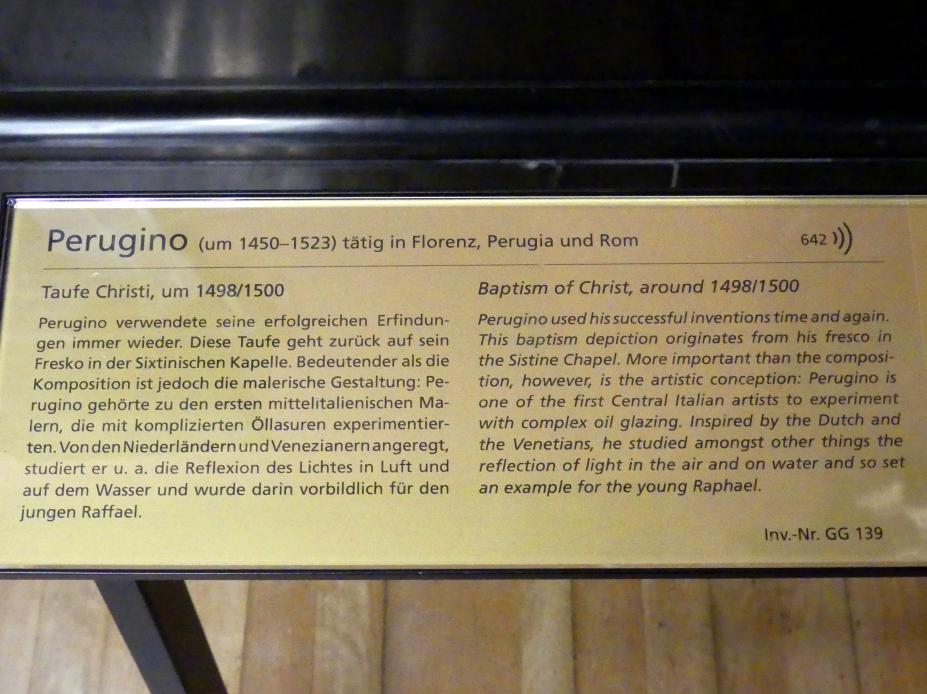 Perugino (um 1450–1523) tätig in Florenz, Perugia und Rom
642
Taufe Christi, um 1498/1500
Perugino verwendete seine erfolgreichen Erfindun-
gen immer wieder. Diese Taufe geht zurück auf sein
Fresko in der Sixtinischen Kapelle. Bedeutender als die
Komposition ist jedoch die malerische Gestaltung: Pe-
rugino gehörte zu den ersten mittelitalienischen Ma-
lern, die mit komplizierten Öllasuren experimentier-
ten. Von den Niederländern und Venezianern angeregt,
studiert er u. a. die Reflexion des Lichtes in Luft und
auf dem Wasser und wurde darin vorbildlich für den
jungen Raffael.
Baptism of Christ, around 1498/1500
Perugino used his successful inventions time and again.
This baptism depiction originates from his fresco in
the Sistine Chapel. More important than the composi-
tion, however, is the artistic conception: Perugino is
one of the first Central Italian artists to experiment
with complex oil glazing. Inspired by the Dutch and
the Venetians, he studied amongst other things the
reflection of light in the air and on water and so set
an example for the young Raphael.
Inv.-Nr. GG 139